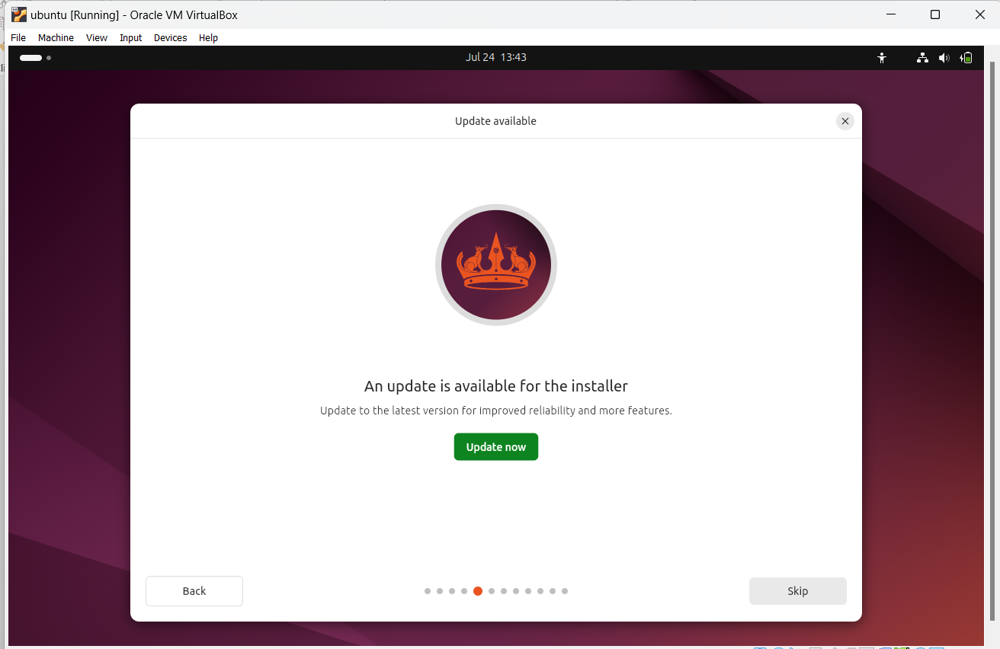 ubuntu [Running] - Oracle VM VirtualBox
File Machine View Input Devices Help
Jul 24 13:43
Update available
An update is available for the installer
Update to the latest version for improved reliability and more features.
Update now
Back
Skip